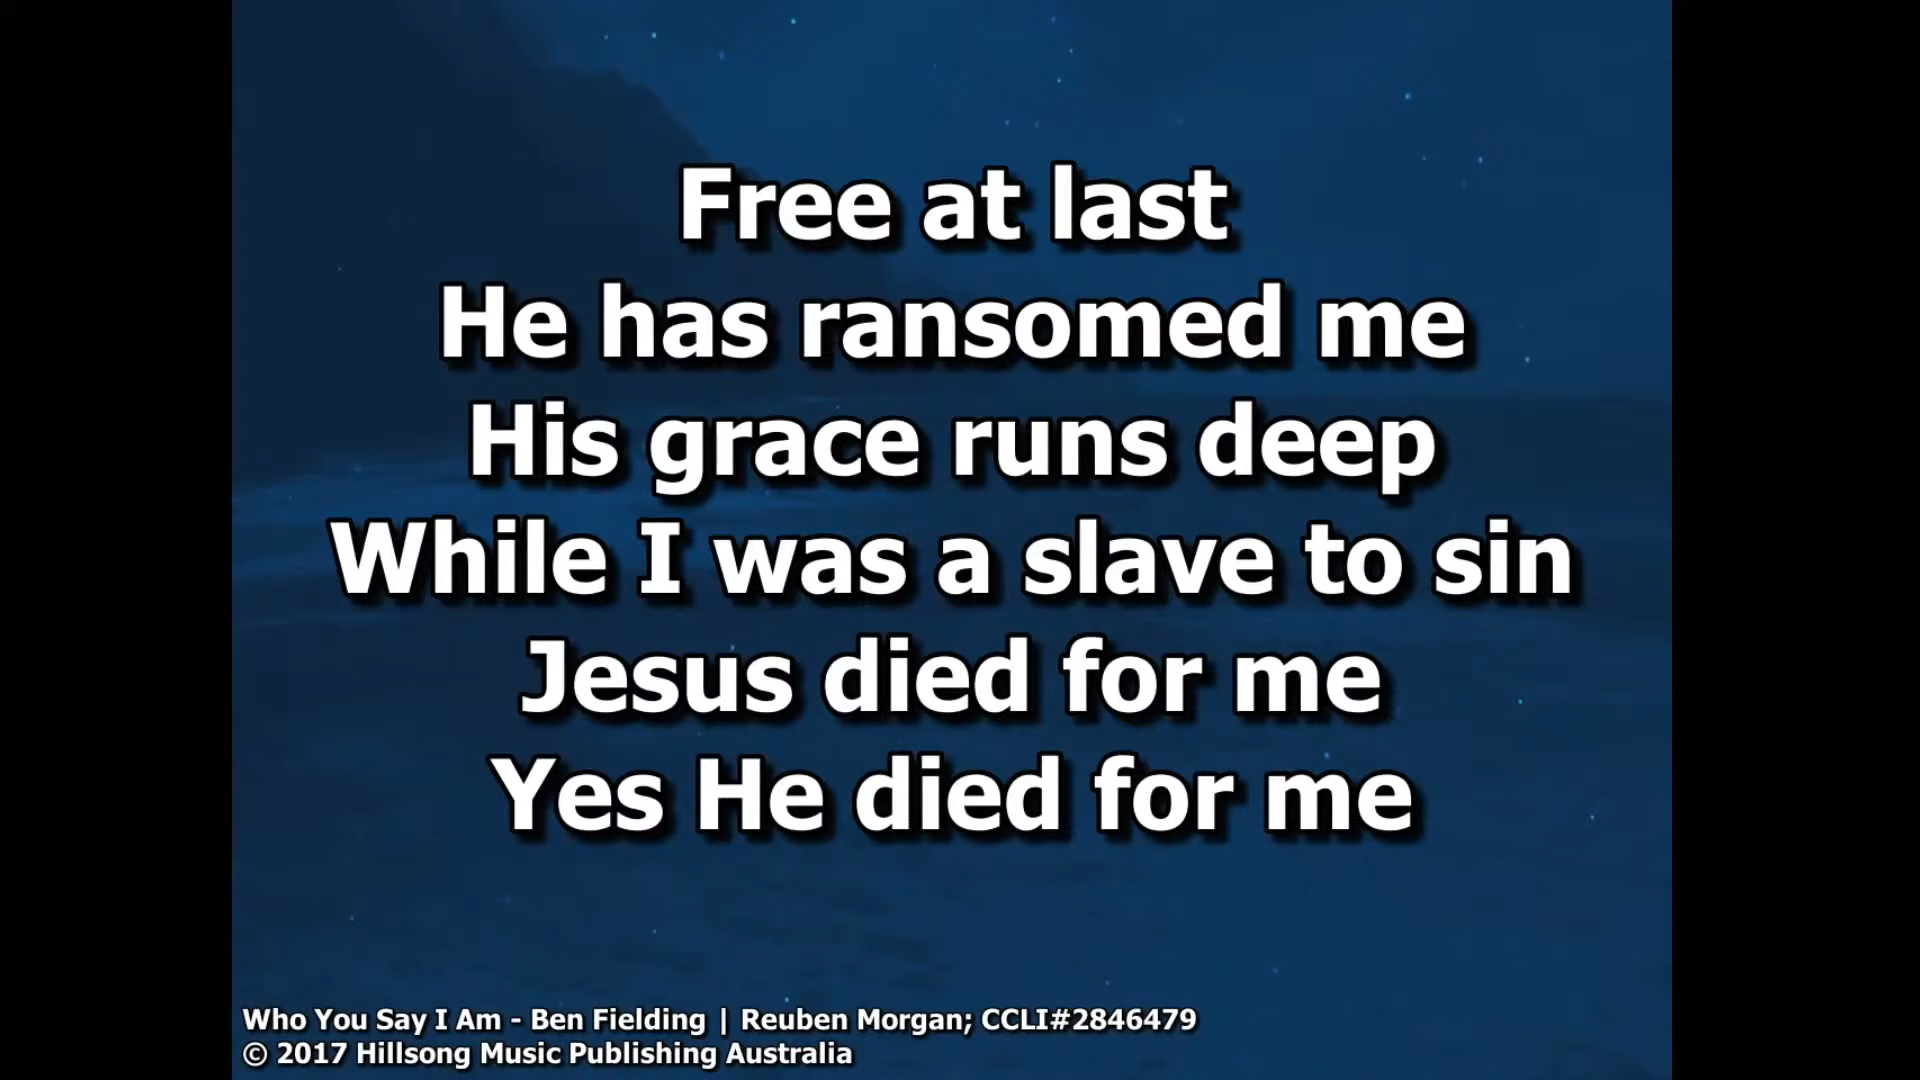 Free at last
He has ransomed me
His grace runs deep
While I was a slave to sin
Jesus died for me
Yes He died for me
Who You Say I Am - Ben Fielding | Reuben Morgan; CCLI#2846479
© 2017 Hillsong Music Publishing Australia